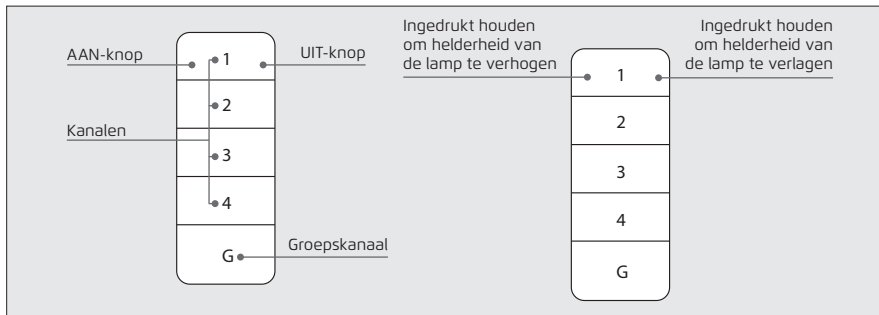 AAN-knop
1
UIT-knop
2
Kanalen
3
4
G
Groepskanaal
Ingedrukt houden
om helderheid van
de lamp te verhogen
Ingedrukt houden
om helderheid van
de lamp te verlagen
1
2
3
4
G